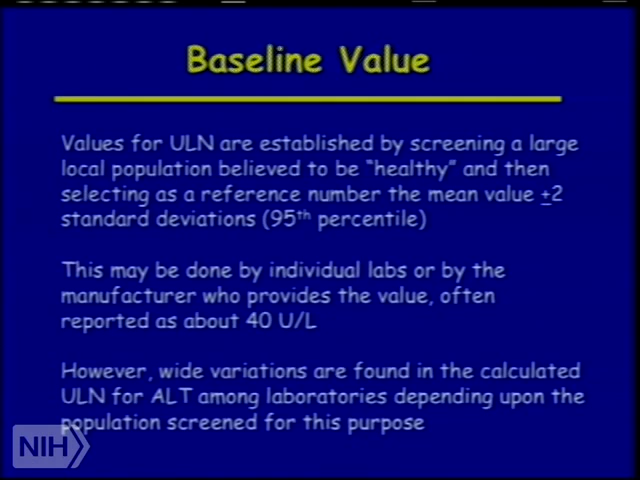 Baseline Value
Values for ULN are established by screening a large
local population believed to be “healthy” and then
selecting as a reference number the mean value ±2
standard deviations (95th percentile)
This may be done by individual labs or by the
manufacturer who provides the value, often
reported as about 40 U/L
However, wide variations are found in the calculated
ULN for ALT among laboratories depending upon the
population screened for this purpose
NIH